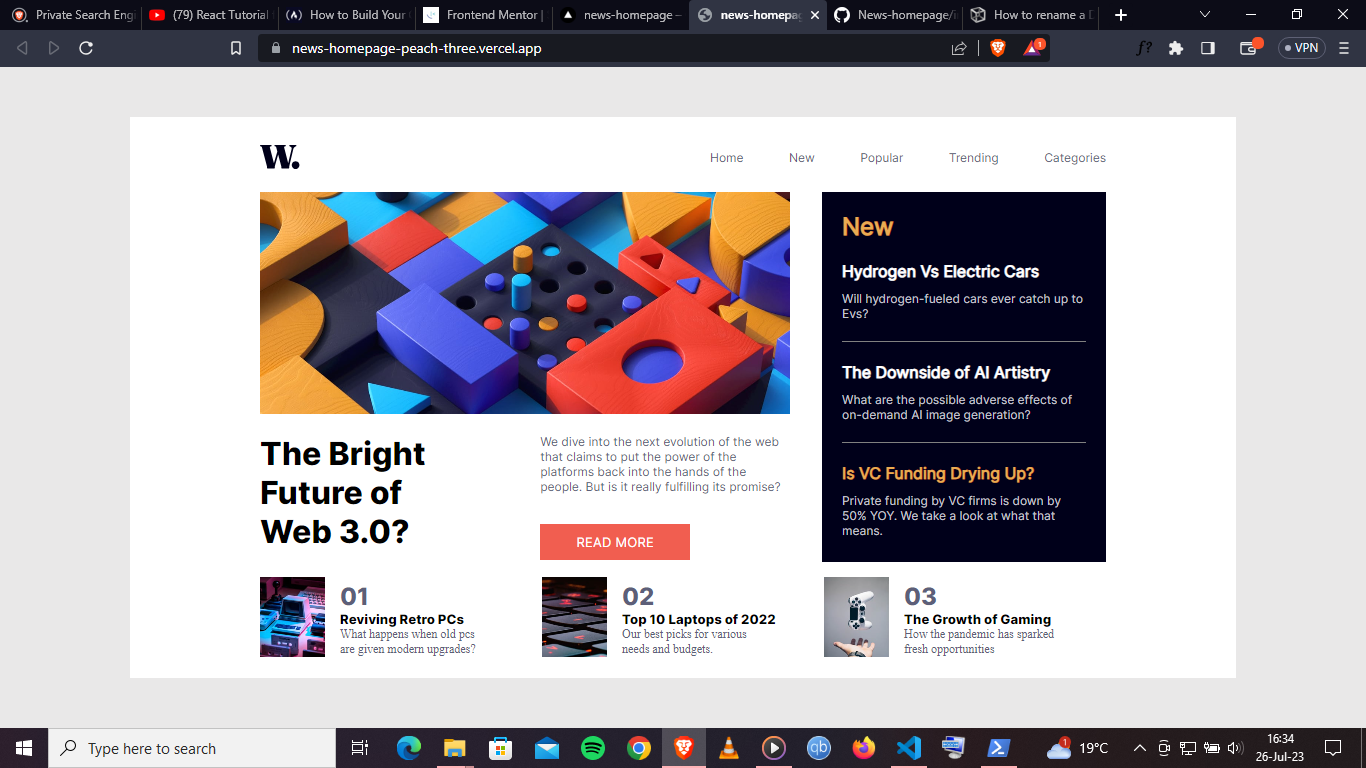 Private Search Engi
(79) React Tutorial
How to Build Your
Frontend Mentor |
news-homepage –
news-homepag
News-homepage/i
How to rename a D
news-homepage-peach-three.vercel.app
1
f?
VPN
W.
Home New Popular Trending Categories
The Bright
Future of
Web 3.0?
We dive into the next evolution of the web
that claims to put the power of the
platforms back into the hands of the
people. But is it really fulfilling its promise?
READ MORE
New
Hydrogen Vs Electric Cars
Will hydrogen-fueled cars ever catch up to
Evs?
The Downside of AI Artistry
What are the possible adverse effects of
on-demand AI image generation?
Is VC Funding Drying Up?
Private funding by VC firms is down by
50% YOY. We take a look at what that
means.
01
Reviving Retro PCs
What happens when old pcs
are given modern upgrades?
02
Top 10 Laptops of 2022
Our best picks for various
needs and budgets.
03
The Growth of Gaming
How the pandemic has sparked
fresh opportunities
Type here to search
qb
1
19°C
16:34
26-Jul-23